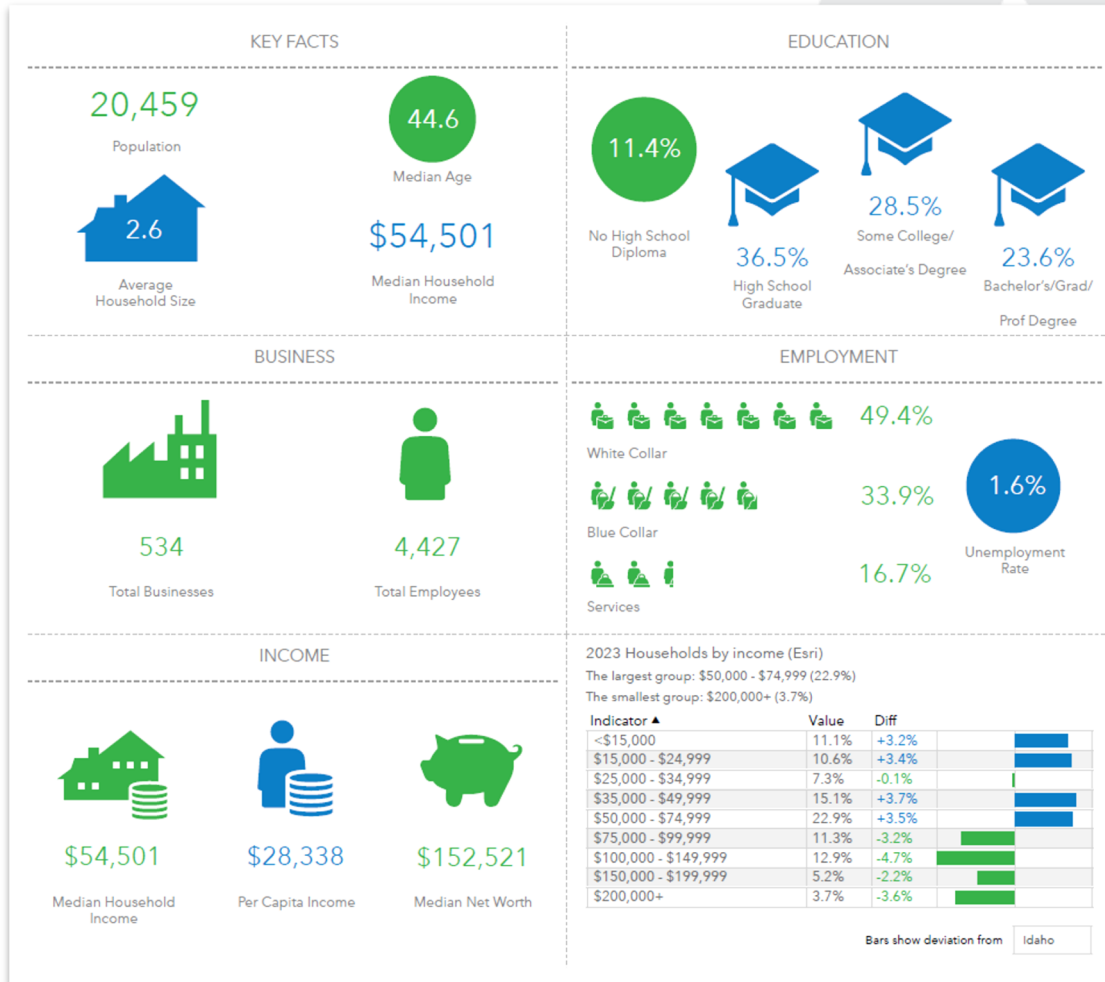 KEY FACTS
20,459
Population
44.6
Median Age
2.6
Average
Household Size
$54,501
Median Household
Income
EDUCATION
11.4%
No High School
Diploma
36.5%
High School
Graduate
28.5%
Some College/
Associate's Degree
23.6%
Bachelor's/Grad/
Prof Degree
BUSINESS
534
Total Businesses
4,427
Total Employees
EMPLOYMENT
49.4%
White Collar
33.9%
Blue Collar
16.7%
Services
1.6%
Unemployment
Rate
INCOME
$54,501
Median Household
Income
$28,338
Per Capita Income
$152,521
Median Net Worth
2023 Households by income (Esri)
The largest group: $50,000 - $74,999 (22.9%)
The smallest group: $200,000+ (3.7%)
Indicator ▲ Value Diff
<$15,000 11.1% +3.2%
$15,000 - $24,999 10.6% +3.4%
$25,000 - $34,999 7.3% -0.1%
$35,000 - $49,999 15.1% +3.7%
$50,000 - $74,999 22.9% +3.5%
$75,000 - $99,999 11.3% -3.2%
$100,000 - $149,999 12.9% -4.7%
$150,000 - $199,999 5.2% -2.2%
$200,000+ 3.7% -3.6%
Bars show deviation from Idaho